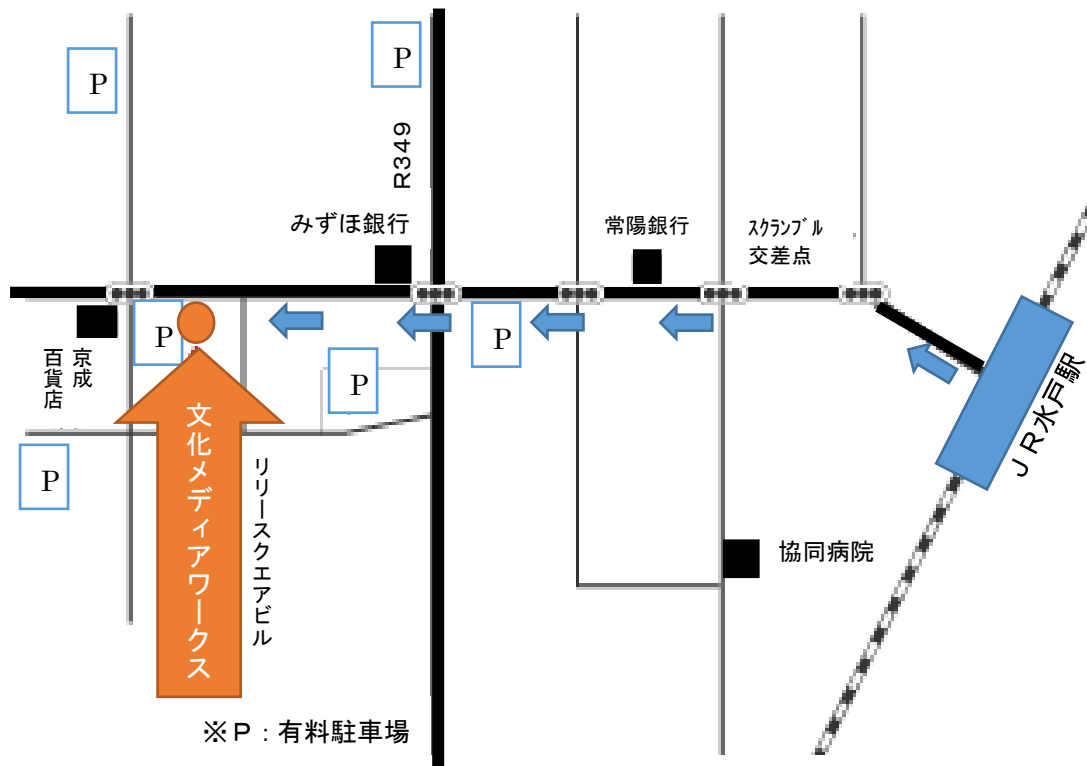 P
P
R349
みずほ銀行
常陽銀行
ｽｸﾗﾝﾌﾞﾙ
交差点
P
P
P
京成
百貨店
P
文化メディアワークス
リリースクエアビル
ＪＲ水戸駅
協同病院
※Ｐ：有料駐車場